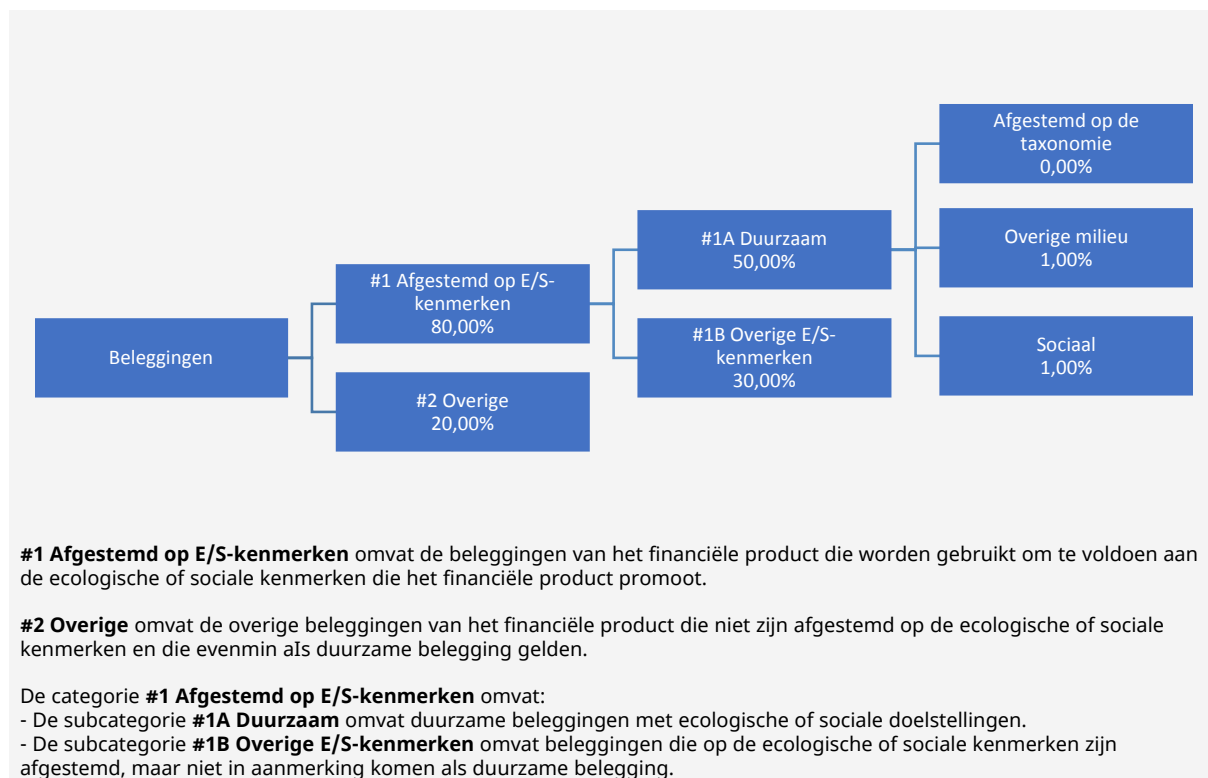 Beleggingen
#1 Afgestemd op E/S-
kenmerken
80,00%
#2 Overige
20,00%
#1A Duurzaam
50,00%
#1B Overige E/S-
kenmerken
30,00%
Afgestemd op de
taxonomie
0,00%
Overige milieu
1,00%
Sociaal
1,00%
#1 Afgestemd op E/S-kenmerken omvat de beleggingen van het financiële product die worden gebruikt om te voldoen aan
de ecologische of sociale kenmerken die het financiële product promoot.
#2 Overige omvat de overige beleggingen van het financiële product die niet zijn afgestemd op de ecologische of sociale
kenmerken en die evenmin aIs duurzame belegging gelden.
De categorie #1 Afgestemd op E/S-kenmerken omvat:
- De subcategorie #1A Duurzaam omvat duurzame beleggingen met ecologische of sociale doelstellingen.
- De subcategorie #1B Overige E/S-kenmerken omvat beleggingen die op de ecologische of sociale kenmerken zijn
afgestemd, maar niet in aanmerking komen als duurzame belegging.